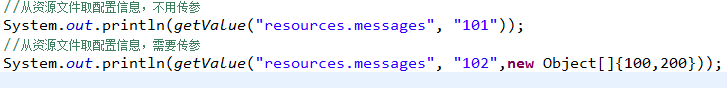 //从资源文件取配置信息，不用传参
System.out.println(getValue("resources.messages", "101"));
//从资源文件取配置信息，需要传参
System.out.println(getValue("resources.messages", "102",new Object[]{100,200}));